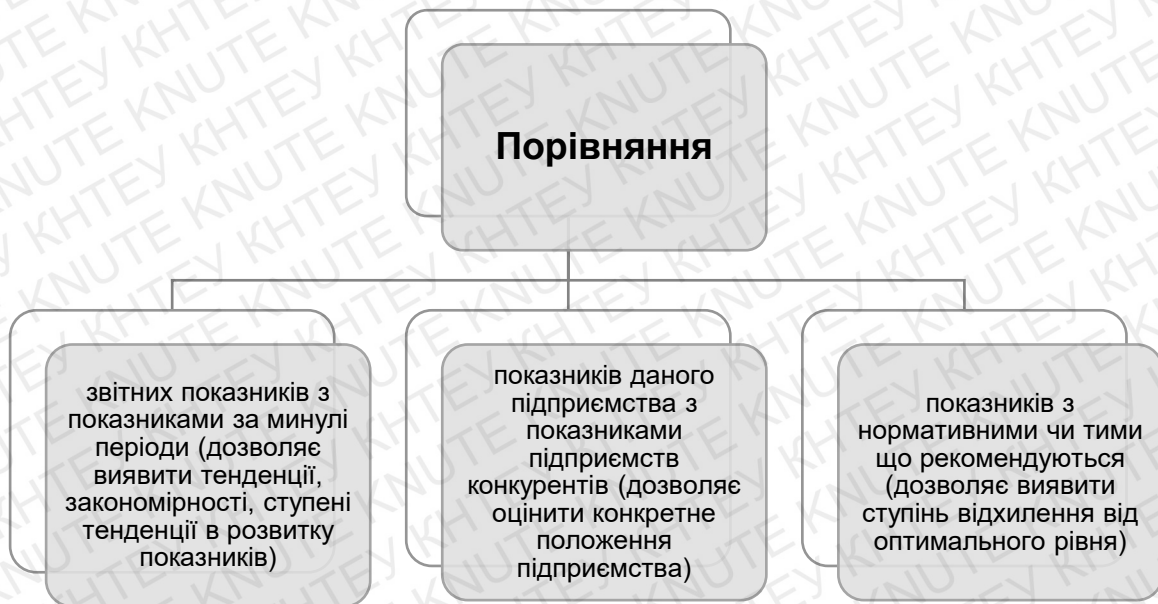 Порівняння
звітних показників з
показниками за минулі
періоди (дозволяє
виявити тенденції,
закономірності, ступені
тенденції в розвитку
показників)
показників даного
підприємства з
показниками
підприємств
конкурентів (дозволяє
оцінити конкретне
положення
підприємства)
показників з
нормативними чи тими
що рекомендуються
(дозволяє виявити
ступінь відхилення від
оптимального рівня)